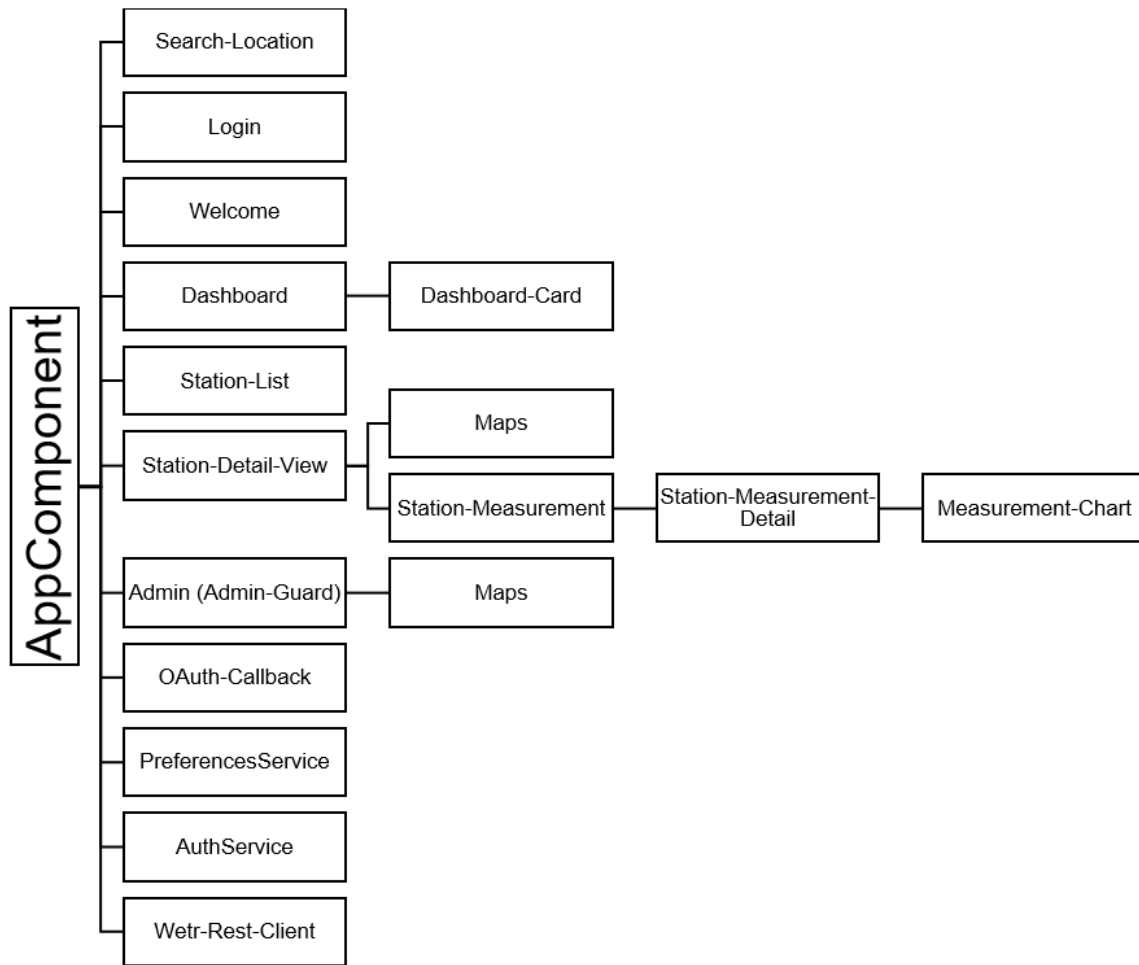 AppComponent
Search-Location
Login
Welcome
Dashboard
Dashboard-Card
Station-List
Station-Detail-View
Maps
Station-Measurement
Station-Measurement-
Detail
Measurement-Chart
Admin (Admin-Guard)
Maps
OAuth-Callback
PreferencesService
AuthService
Wetr-Rest-Client